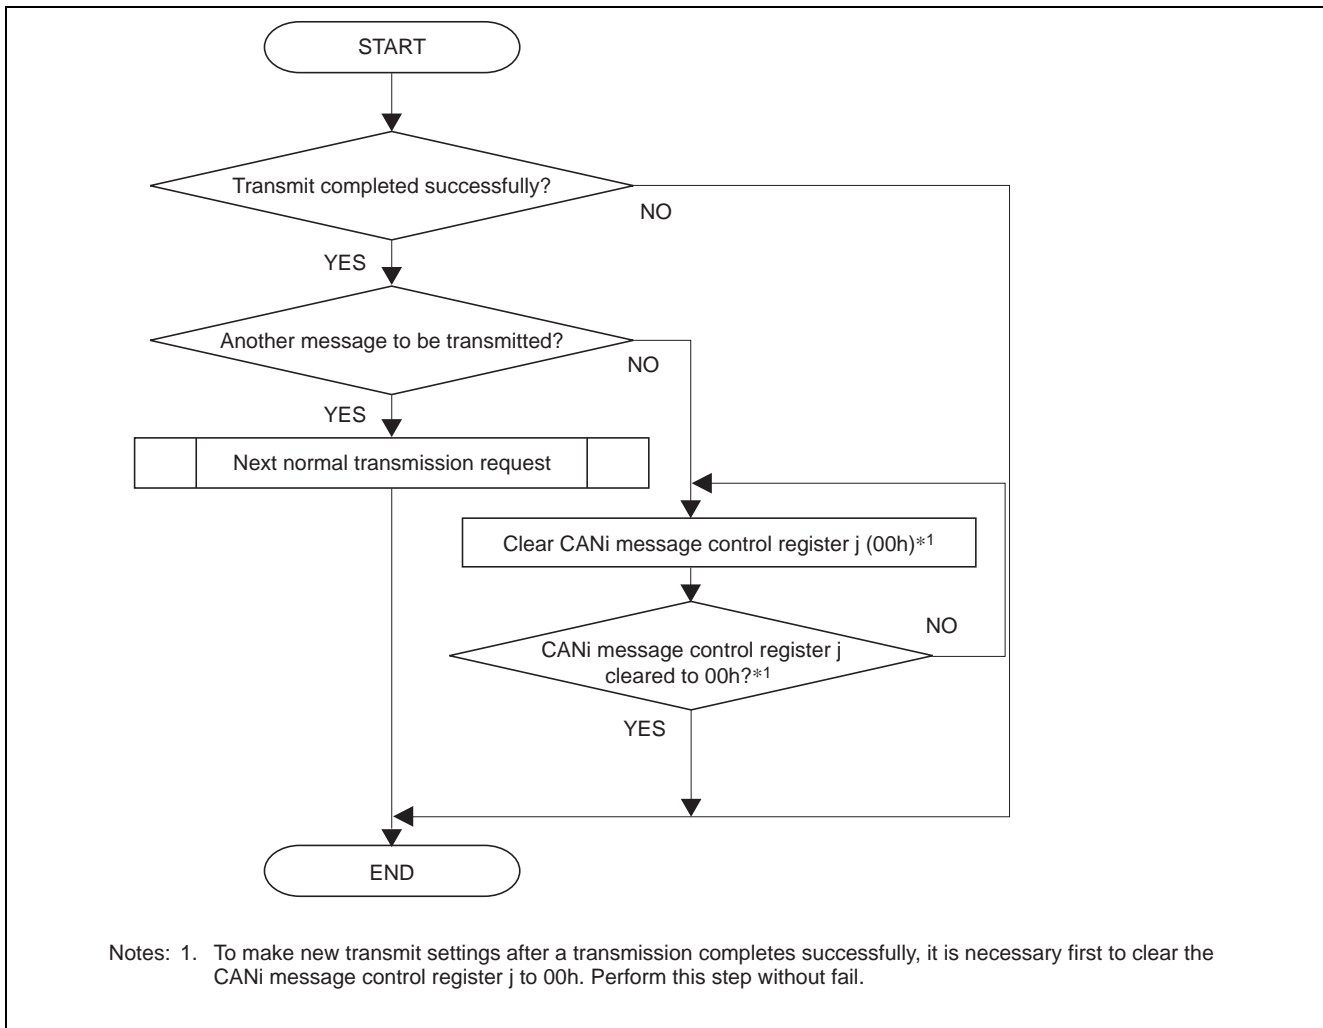 START
Transmit completed successfully?
NO
YES
Another message to be transmitted?
NO
YES
Next normal transmission request
Clear CANi message control register j (00h)*1
NO
CANi message control register j
cleared to 00h?*1
YES
END
Notes: 1. To make new transmit settings after a transmission completes successfully, it is necessary first to clear the
CANi message control register j to 00h. Perform this step without fail.